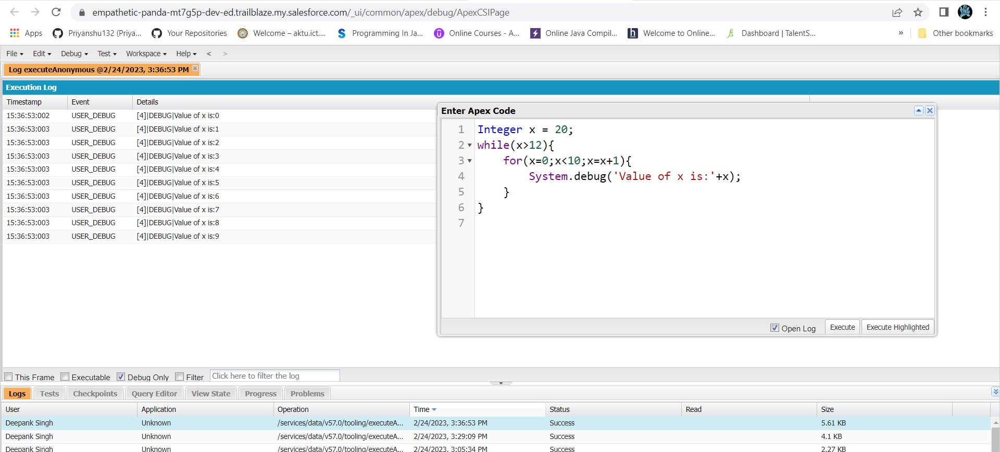 empathetic-panda-mt7g5p-dev-ed.trailblaze.my.salesforce.com/_ui/common/apex/debug/ApexCSIPage
Apps Priyanshu132 (Priya... Your Repositories Welcome – aktu.ict.... Programming In Ja... Online Courses - A... Online Java Compil... Welcome to Online... Dashboard | TalentS... » Other bookmarks
File Edit Debug Test Workspace Help < >
Log executeAnonymous @2/24/2023, 3:36:53 PM
Execution Log
Timestamp Event Details
15:36:53:002 USER_DEBUG [4]|DEBUG|Value of x is:0
15:36:53:003 USER_DEBUG [4]|DEBUG|Value of x is:1
15:36:53:003 USER_DEBUG [4]|DEBUG|Value of x is:2
15:36:53:003 USER_DEBUG [4]|DEBUG|Value of x is:3
15:36:53:003 USER_DEBUG [4]|DEBUG|Value of x is:4
15:36:53:003 USER_DEBUG [4]|DEBUG|Value of x is:5
15:36:53:003 USER_DEBUG [4]|DEBUG|Value of x is:6
15:36:53:003 USER_DEBUG [4]|DEBUG|Value of x is:7
15:36:53:003 USER_DEBUG [4]|DEBUG|Value of x is:8
15:36:53:003 USER_DEBUG [4]|DEBUG|Value of x is:9
Enter Apex Code
1 Integer x = 20;
2 while(x>12){
3 for(x=0;x<10;x=x+1){
4 System.debug('Value of x is:'+x);
5 }
6 }
7
Open Log Execute Execute Highlighted
This Frame Executable Debug Only Filter Click here to filter the log
Logs Tests Checkpoints Query Editor View State Progress Problems
User Application Operation Time Status Read Size
Deepank Singh Unknown /services/data/v57.0/tooling/executeA... 2/24/2023, 3:36:53 PM Success 5.61 KB
Deepank Singh Unknown /services/data/v57.0/tooling/executeA... 2/24/2023, 3:29:09 PM Success 4.1 KB
Deepank Singh Unknown /services/data/v57.0/tooling/executeA... 2/24/2023, 3:05:34 PM Success 2.27 KB